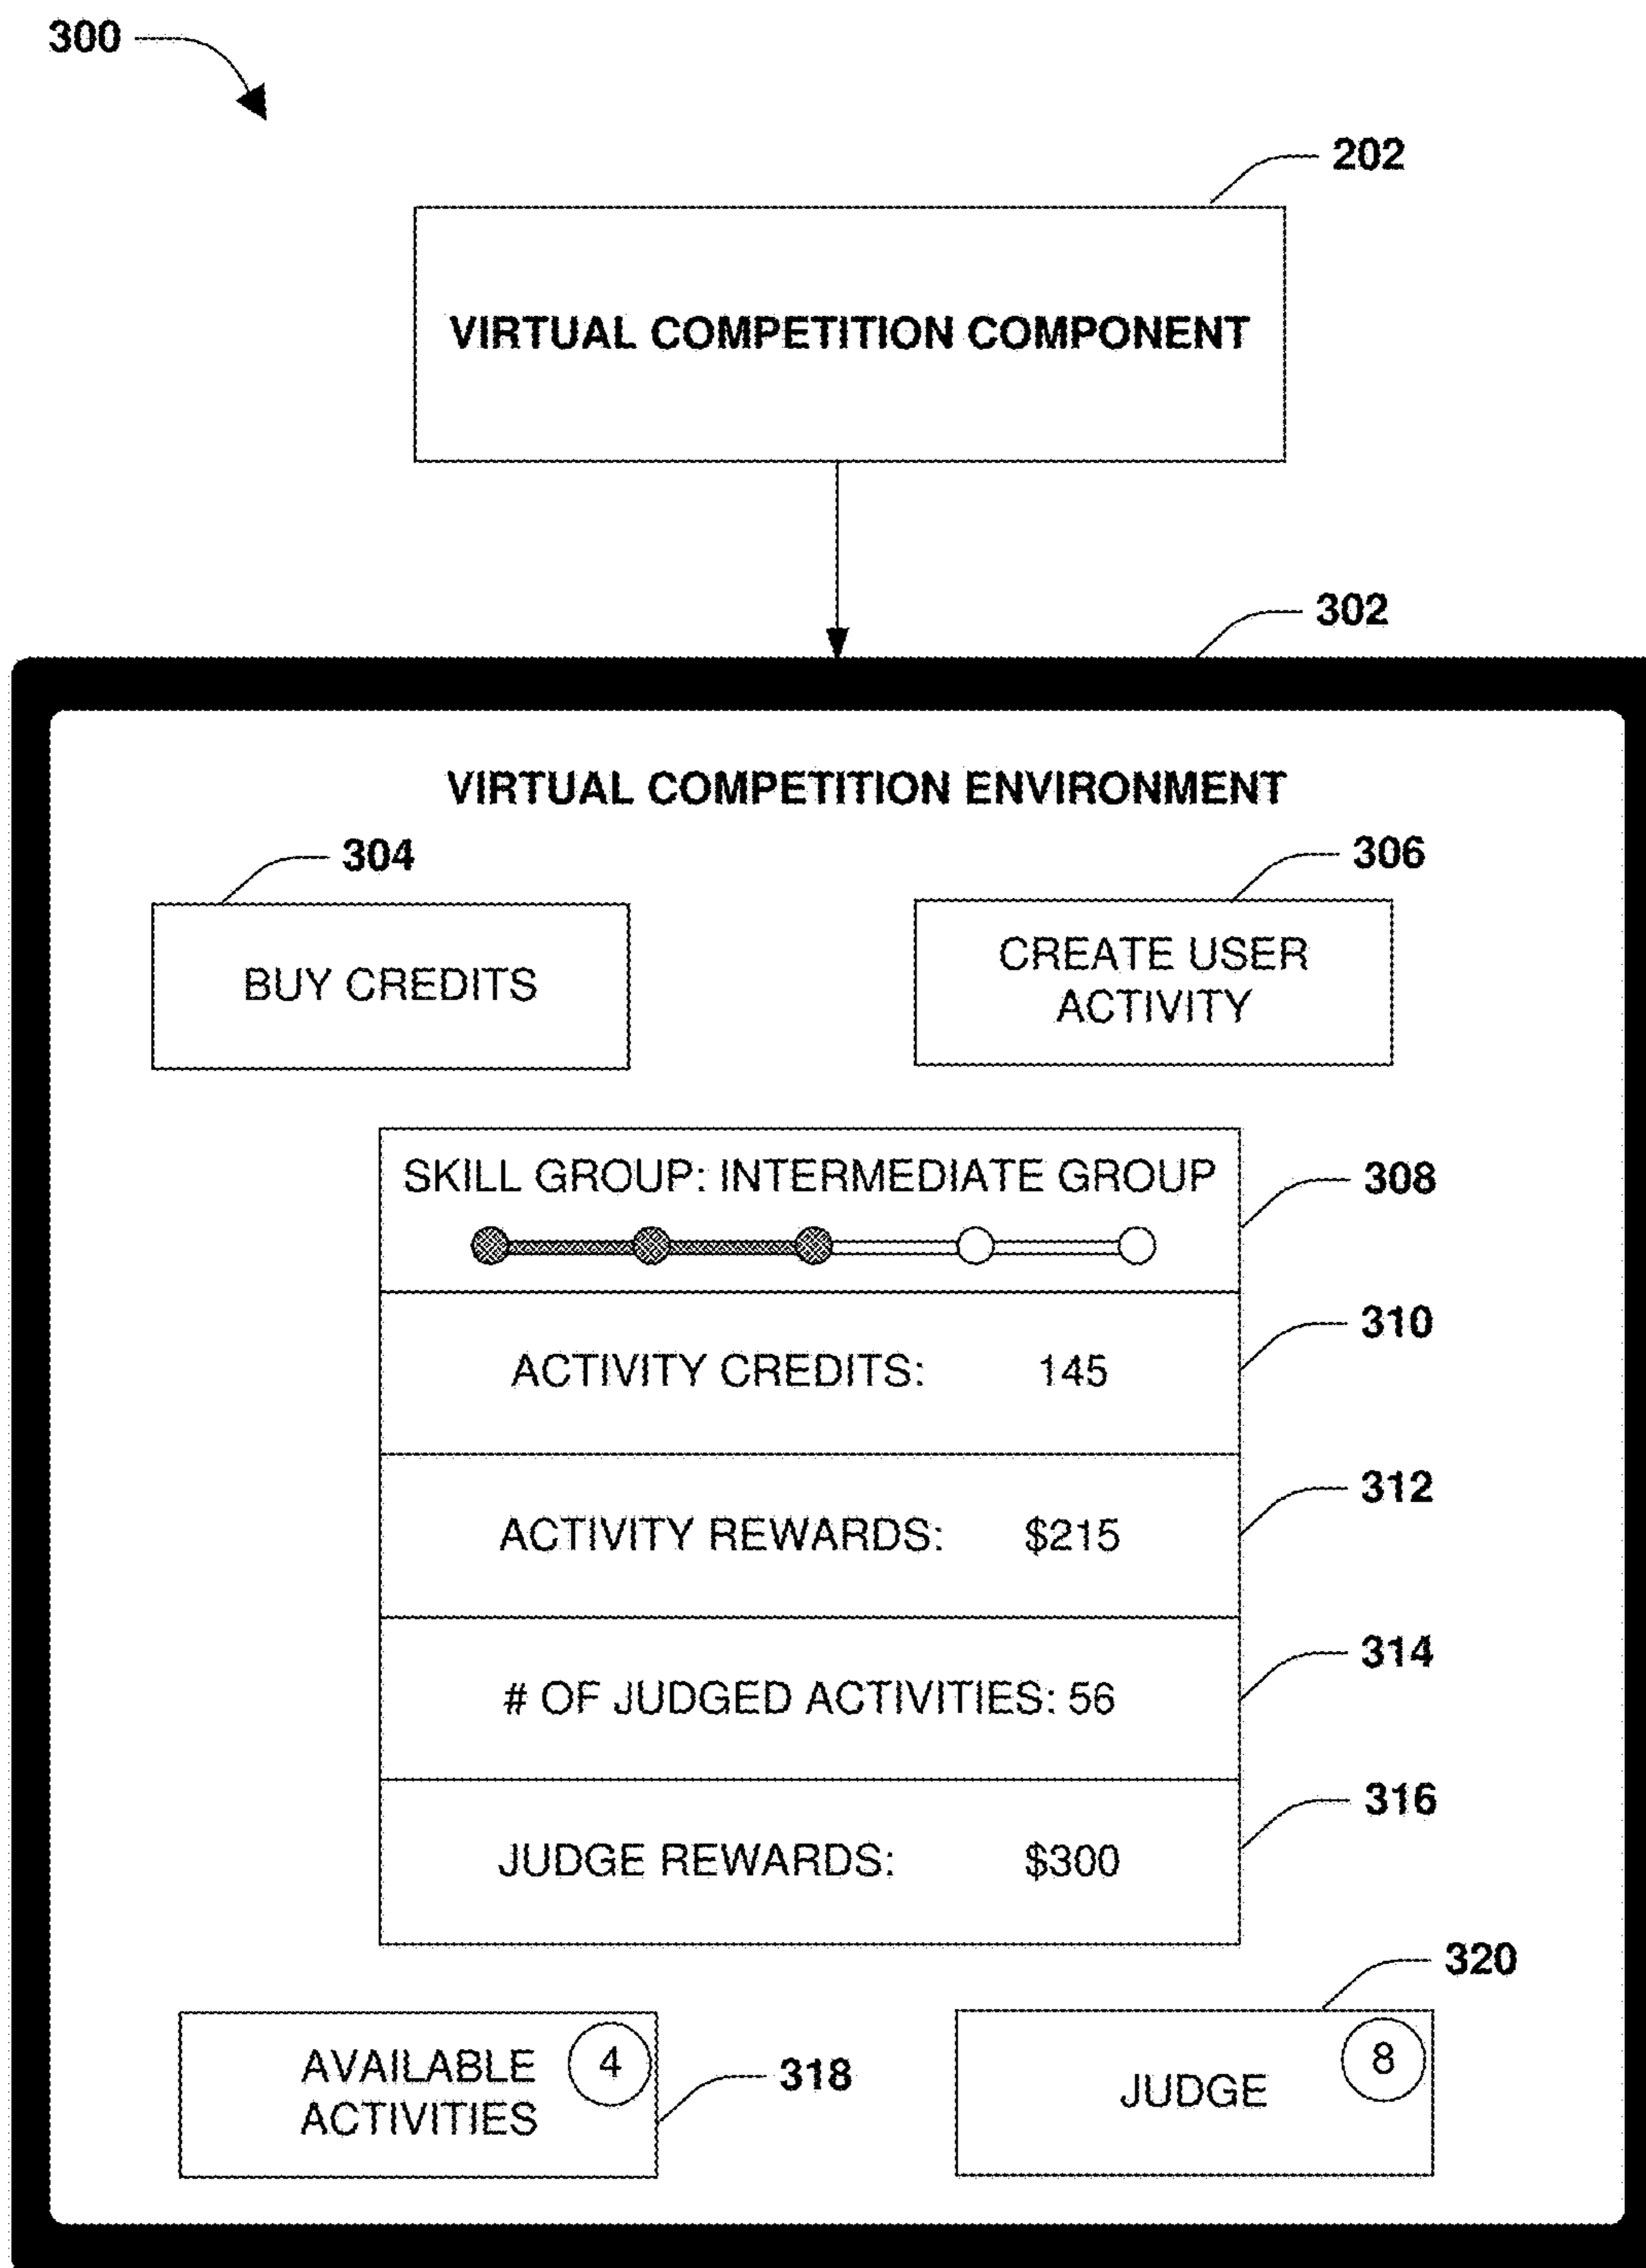 300
202
VIRTUAL COMPETITION COMPONENT
302
VIRTUAL COMPETITION ENVIRONMENT
304
306
BUY CREDITS
CREATE USER
ACTIVITY
SKILL GROUP: INTERMEDIATE GROUP
308
310
ACTIVITY CREDITS: 145
312
ACTIVITY REWARDS: $215
314
# OF JUDGED ACTIVITIES: 56
316
JUDGE REWARDS: $300
320
AVAILABLE
ACTIVITIES
4
318
JUDGE
8